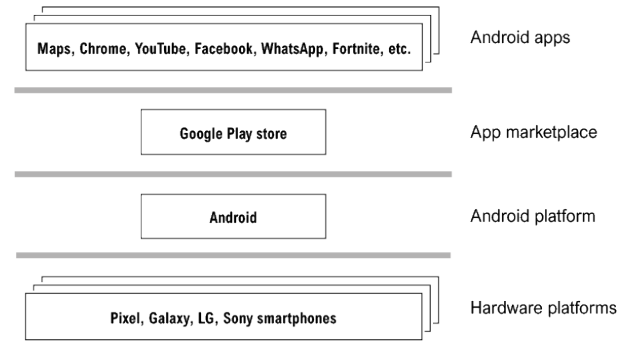 Maps, Chrome, YouTube, Facebook, WhatsApp, Fortnite, etc.
Android apps
Google Play store
App marketplace
Android
Android platform
Pixel, Galaxy, LG, Sony smartphones
Hardware platforms